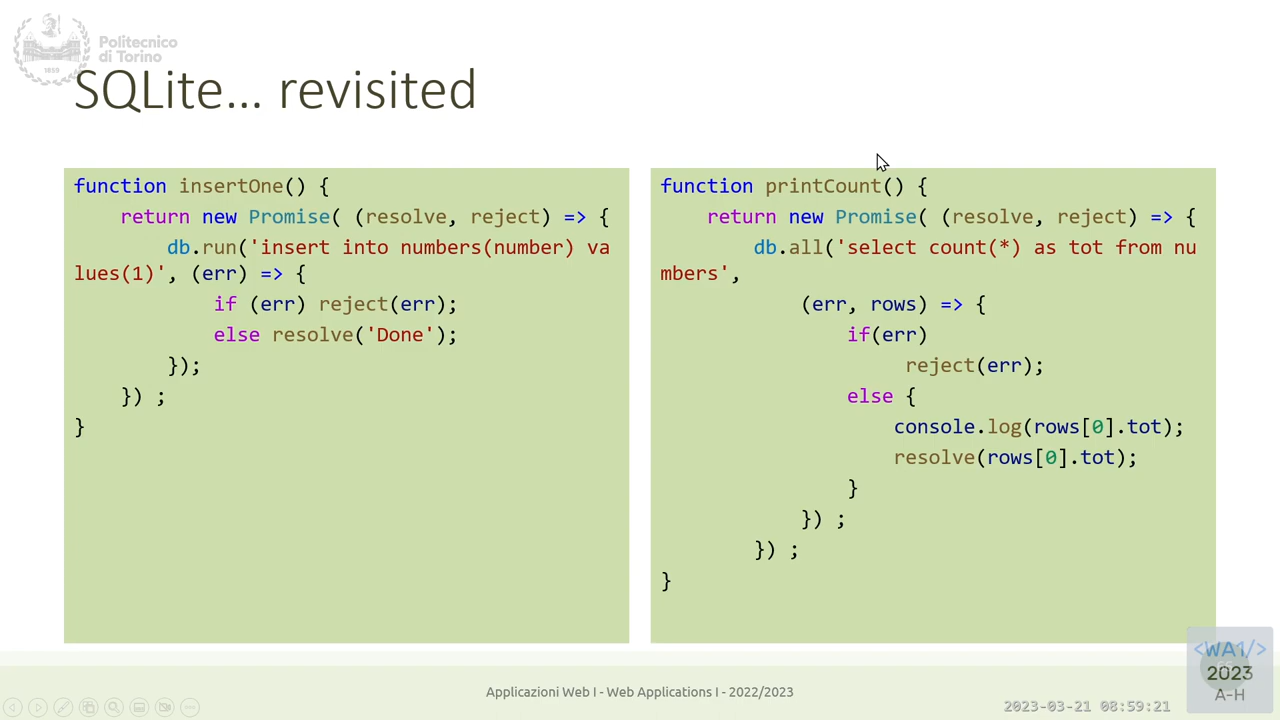 Politecnico
di Torino
1859
SQLite... revisited
function insertOne() {
return new Promise( (resolve, reject) => {
db.run('insert into numbers(number) va
lues(1)', (err) => {
if (err) reject(err);
else resolve('Done');
});
}) ;
}
function printCount() {
return new Promise( (resolve, reject) => {
db.all('select count(*) as tot from nu
mbers',
(err, rows) => {
if(err)
reject(err);
else {
console.log(rows[0].tot);
resolve(rows[0].tot);
}
}) ;
}) ;
}
Applicazioni Web I - Web Applications I - 2022/2023
<WA1/>
2023
A-H
2023-03-21 08:59:21